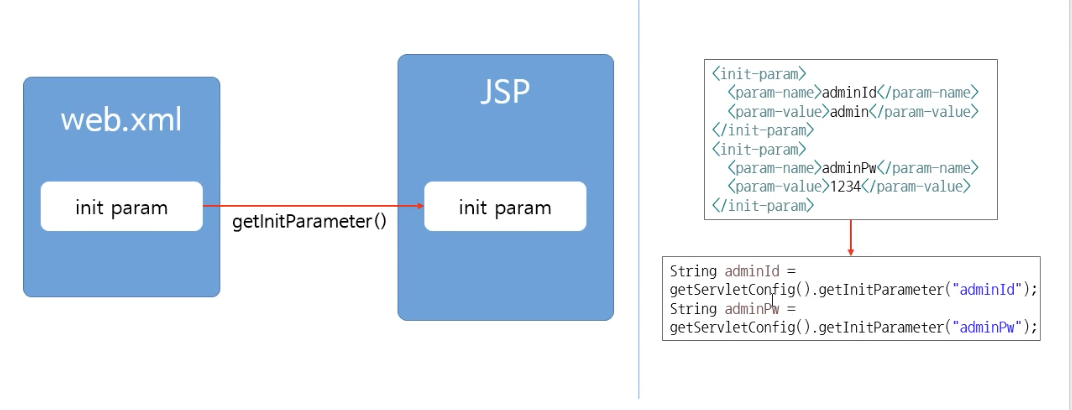 web.xml
init param
getInitParameter()
JSP
init param
<init-param>
<param-name>adminId</param-name>
<param-value>admin</param-value>
</init-param>
<init-param>
<param-name>adminPw</param-name>
<param-value>1234</param-value>
</init-param>
String adminId =
getServletConfig().getInitParameter("adminId");
String adminPw =
getServletConfig().getInitParameter("adminPw");